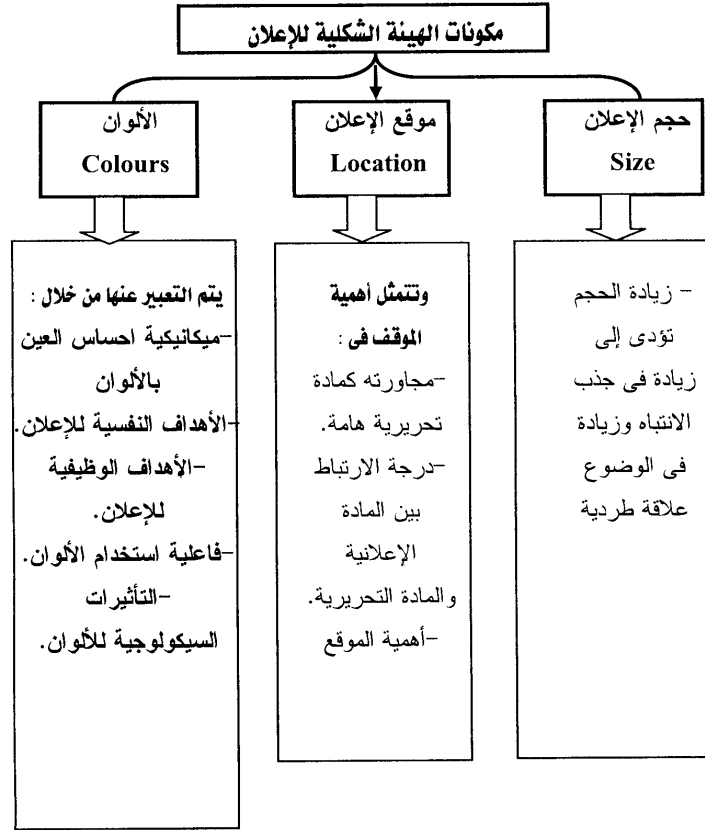 مكونات الهيئة الشكلية للإعلان
حجم الإعلان
Size
موقع الإعلان
Location
الألوان
Colours
- زيادة الحجم
تؤدى إلى
زيادة فى جذب
الانتباه وزيادة
فى الوضوع
علاقة طردية
وتتمثل أهمية
الموقف فى :
-مجاورته كمادة
تحريرية هامة.
-درجة الارتباط
بين المادة
الإعلانية
والمادة التحريرية.
-أهمية الموقع
يتم التعبير عنها من خلال :
-ميكانيكية احساس العين
بالألوان
-الأهداف النفسية للإعلان.
-الأهداف الوظيفية
للإعلان.
-فاعلية استخدام الألوان.
-التأثيرات
السيكولوجية للألوان.